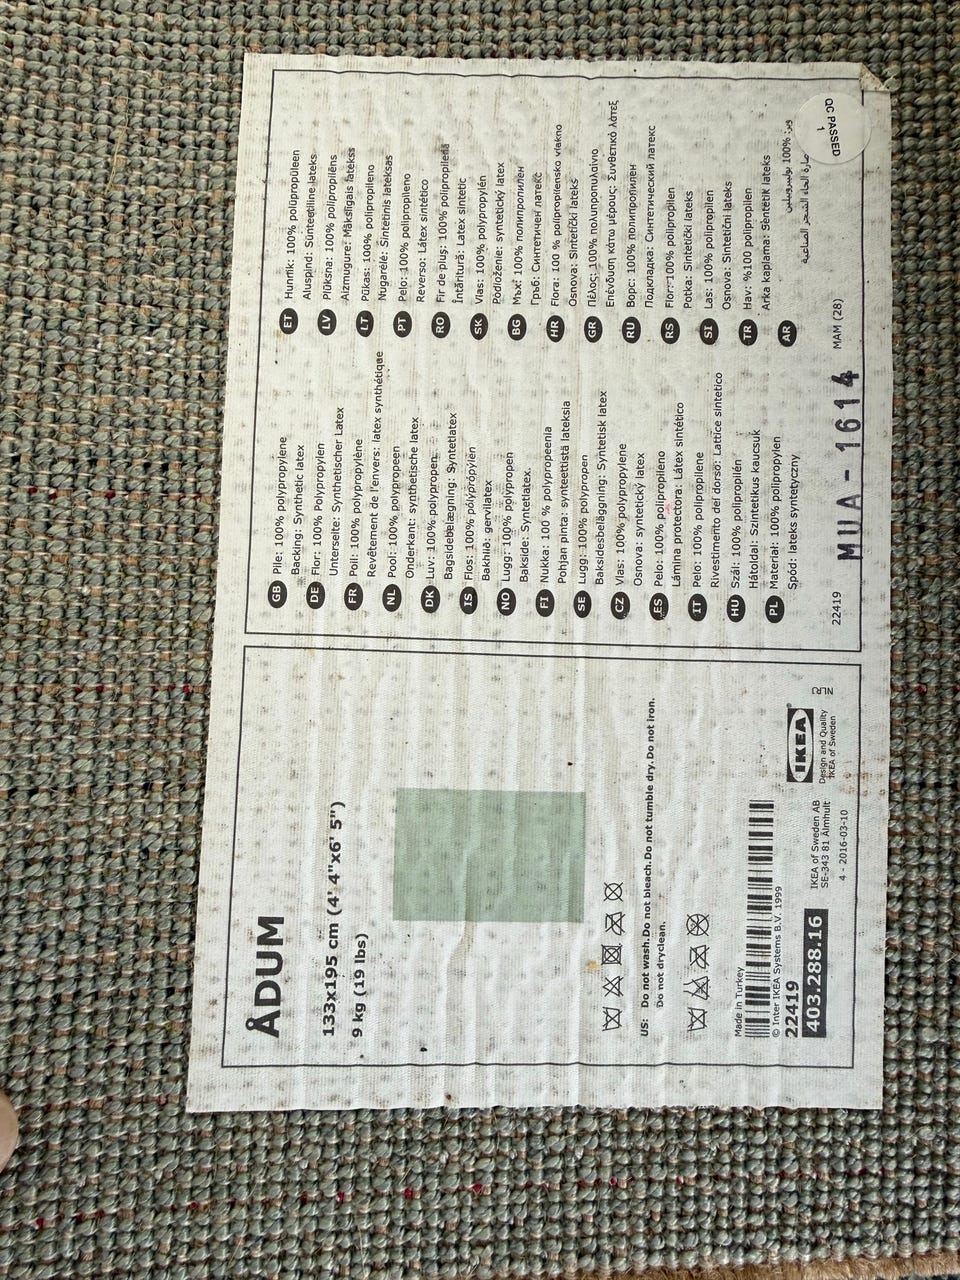 ÅDUM
133x195 cm (4' 4"x6' 5")
9 kg (19 lbs)
US: Do not wash. Do not bleach. Do not tumble dry. Do not iron.
Do not dryclean.
Made in Turkey
© Inter IKEA Systems B.V. 1999
22419
403.288.16
IKEA of Sweden AB
SE-343 81 Älmhult
4 - 2016-03-10
IKEA
Design and Quality
IKEA of Sweden
GB Pile: 100% polypropylene
Backing: Synthetic latex
DE Flor: 100% Polypropylen
Unterseite: Synthetischer Latex
FR Poil: 100% polypropylène
Revêtement de l'envers: latex synthétique
NL Pool: 100% polypropeen
Onderkant: synthetische latex
DK Luv: 100% polypropen
Bagsidebelægning: Syntetlatex
IS Flos: 100% pólýprópýlen
Bakhlið: gervilatex
NO Lugg: 100% polypropen
Bakside: Syntetlatex.
FI Nukka: 100 % polypropeenia
Pohjan pinta: synteettistä lateksia
SE Lugg: 100% polypropen
Baksidesbeläggning: Syntetisk latex
CZ Vlas: 100% polypropylene
Osnova: syntetický latex
ES Pelo: 100% polipropileno
Lámina protectora: Látex sintético
IT Pelo: 100% polipropilene
Rivestimento del dorso: Lattice sintetico
HU Szál: 100% polipropilén
Hátoldal: Szintetikus kaucsuk
PL Materiał: 100% polipropylen
Spód: lateks syntetyczny
22419
MUA-1614
ET Hunnik: 100% polüpropüleen
Aluspind: Sünteetiline lateks
LV Plūksna: 100% polipropilēns
Aizmugure: Mākslīgais latekss
LT Pūkas: 100% polipropileno
Nugarėlė: Sintetinis lateksas
PT Pelo: 100% polipropileno
Reverso: Látex sintético
RO Fir de pluş: 100% polipropilenă
Întăritură: Latex sintetic
SK Vlas: 100% polypropylén
Podloženie: syntetický latex
BG Мъх: 100% полипропилен
Гръб: Синтетичен латекс
HR Flora: 100 % polipropilensko vlakno
Osnova: Sintetički lateks
GR Πέλος: 100% πολυπροπυλαίνιο
Επένδυση κάτω μέρους: Συνθετικό λάτεξ
RU Ворс: 100% полипропилен
Подкладка: Синтетический латекс
RS Flor: 100% polipropilen
Potka: Sintetički lateks
SI Las: 100% polipropilen
Osnova: Sintetični lateks
TR Hav: %100 polipropilen
Arka kaplama: Sentetik lateks
AR وبر: 100% بوليبروبيلين
MAM (28)
QC PASSED
1